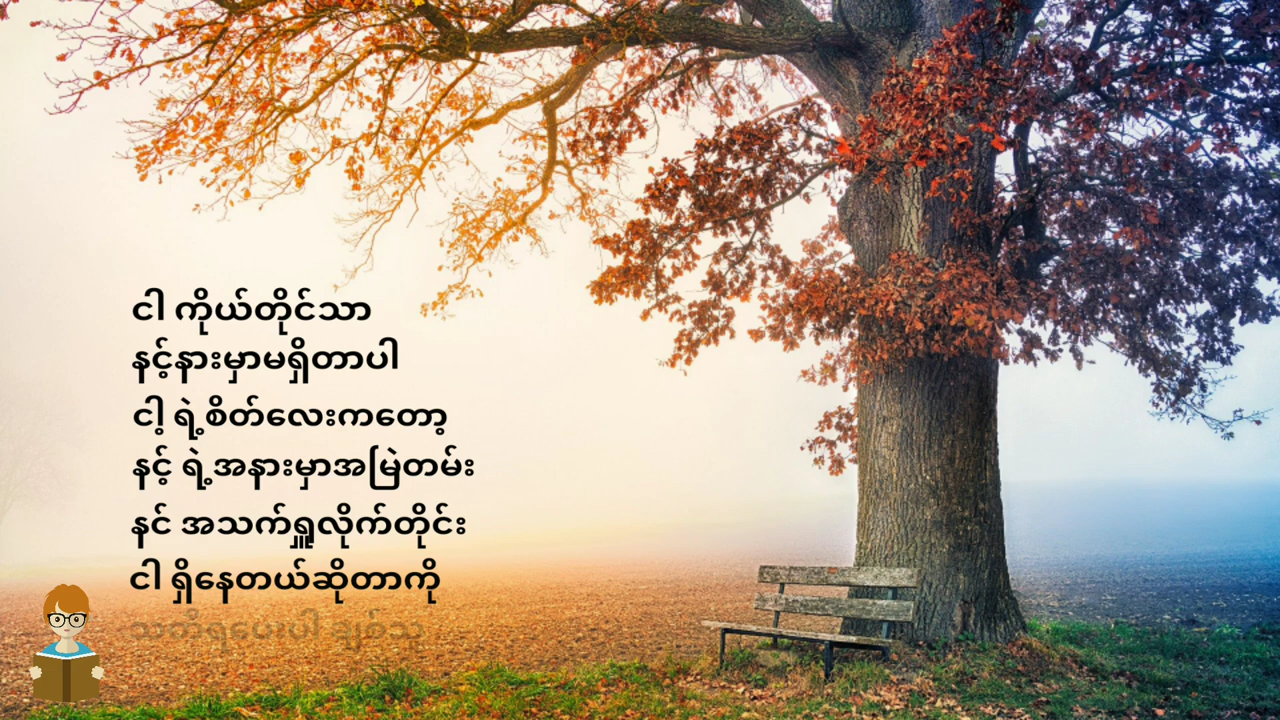 ငါ ကိုယ်တိုင်သာ
နင့်နားမှာမရှိတာပါ
ငါ့ ရဲ့စိတ်လေးကတော့
နင့် ရဲ့အနားမှာအမြဲတမ်း
နင် အသက်ရှူလိုက်တိုင်း
ငါ ရှိနေတယ်ဆိုတာကို